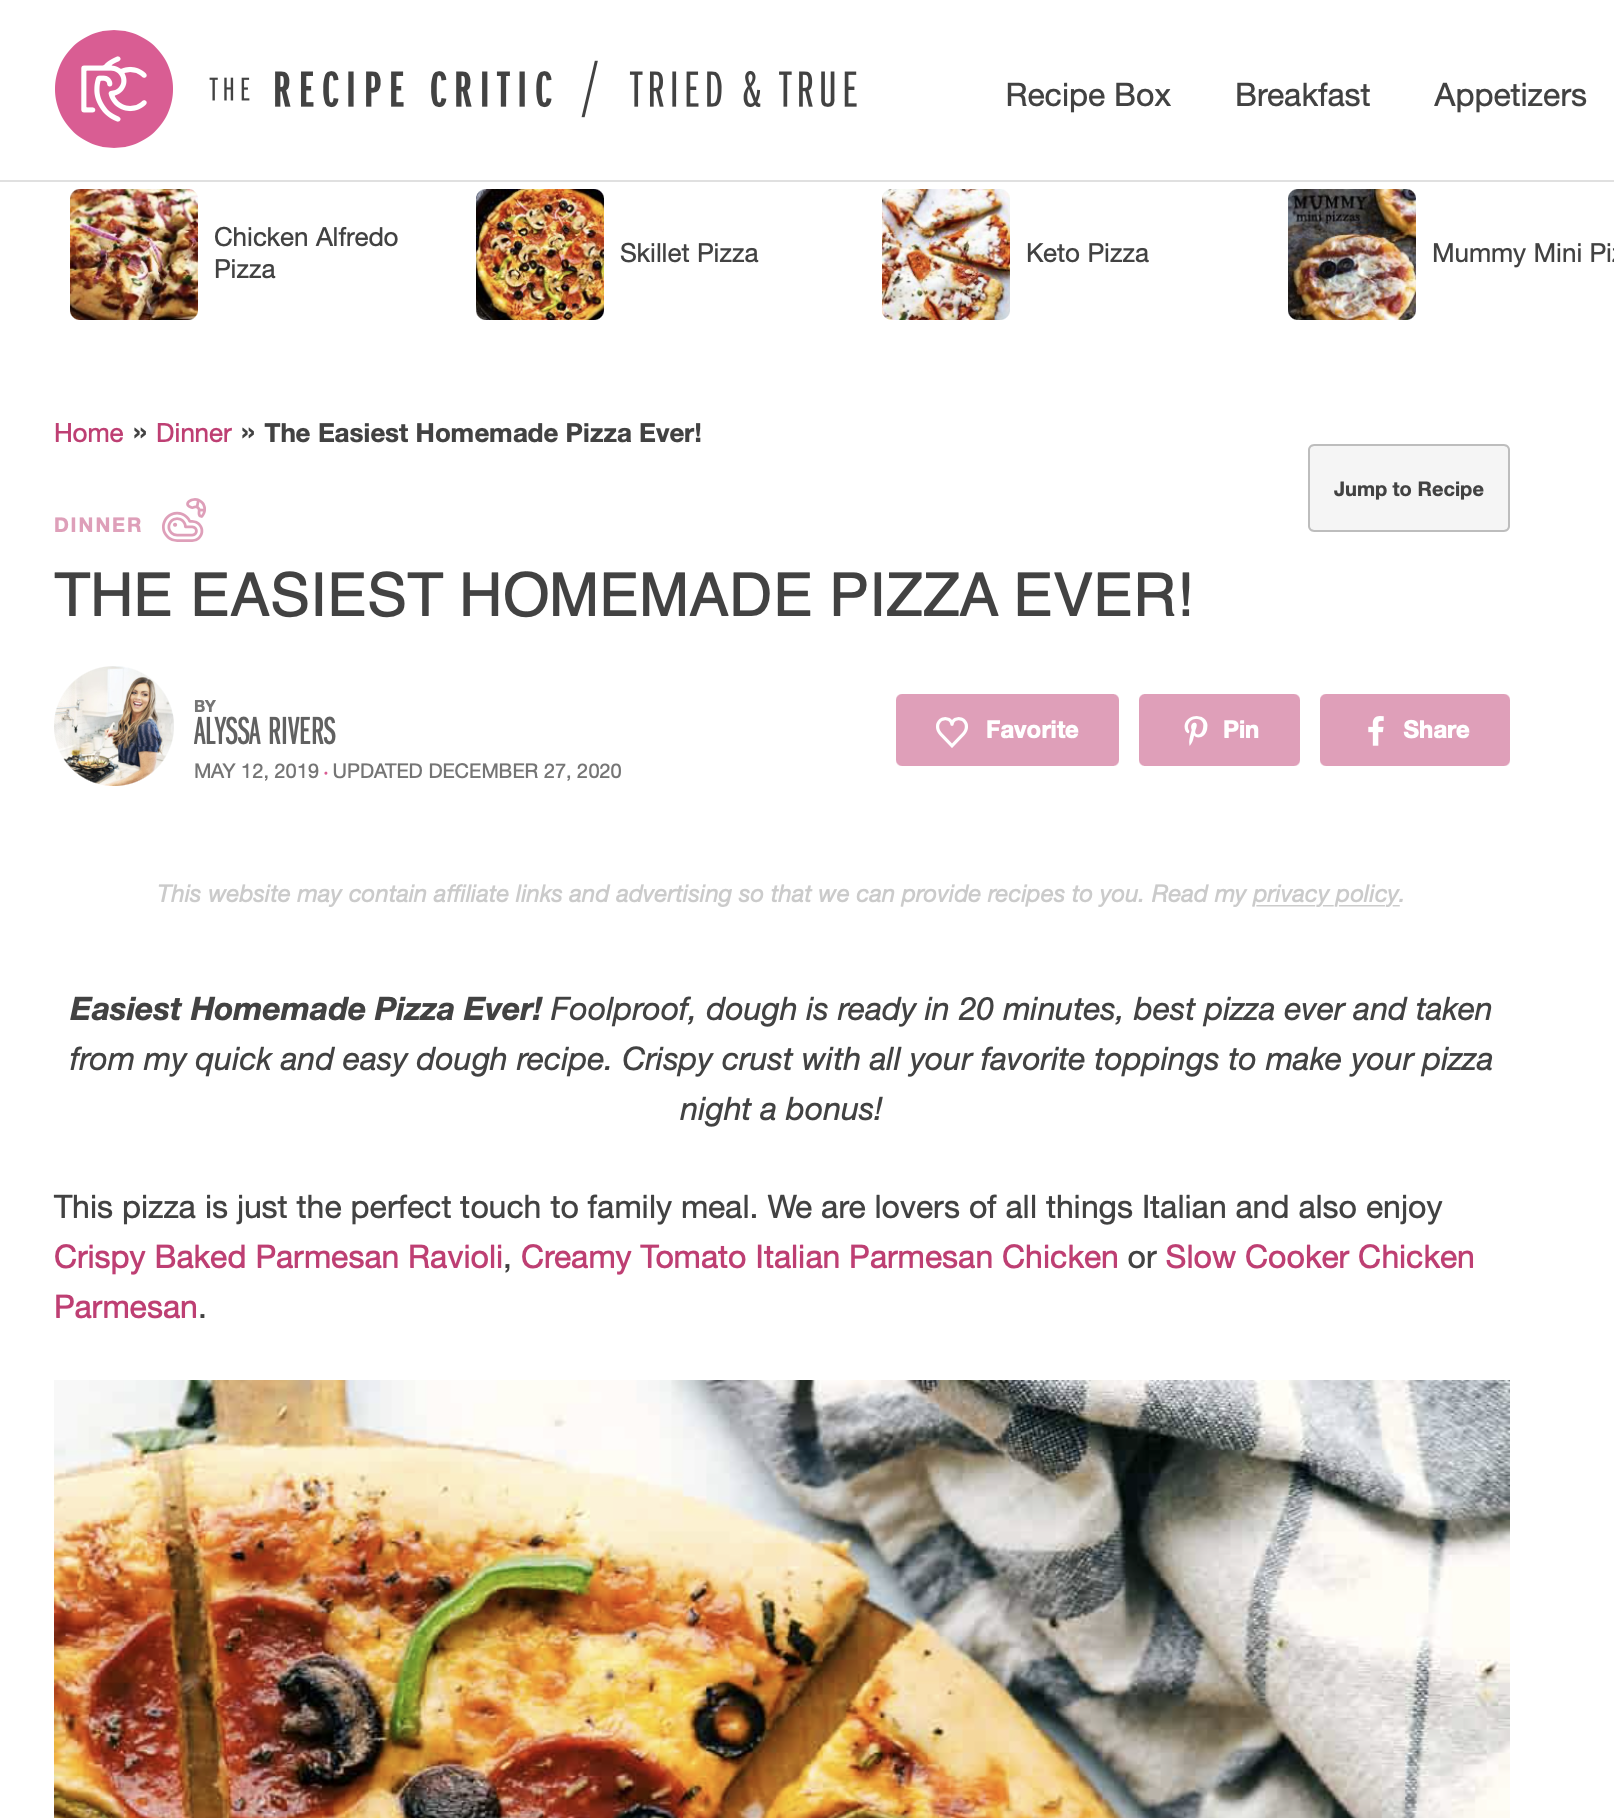 THE RECIPE CRITIC / TRIED & TRUE
Recipe Box Breakfast Appetizers
Chicken Alfredo
Pizza
Skillet Pizza
Keto Pizza
MUMMY
mini pizzas
Mummy Mini Pi
Home » Dinner » The Easiest Homemade Pizza Ever!
Jump to Recipe
DINNER
THE EASIEST HOMEMADE PIZZA EVER!
BY
ALYSSA RIVERS
MAY 12, 2019 · UPDATED DECEMBER 27, 2020
Favorite
Pin
Share
This website may contain affiliate links and advertising so that we can provide recipes to you. Read my privacy policy.
Easiest Homemade Pizza Ever! Foolproof, dough is ready in 20 minutes, best pizza ever and taken
from my quick and easy dough recipe. Crispy crust with all your favorite toppings to make your pizza
night a bonus!
This pizza is just the perfect touch to family meal. We are lovers of all things Italian and also enjoy
Crispy Baked Parmesan Ravioli, Creamy Tomato Italian Parmesan Chicken or Slow Cooker Chicken
Parmesan.